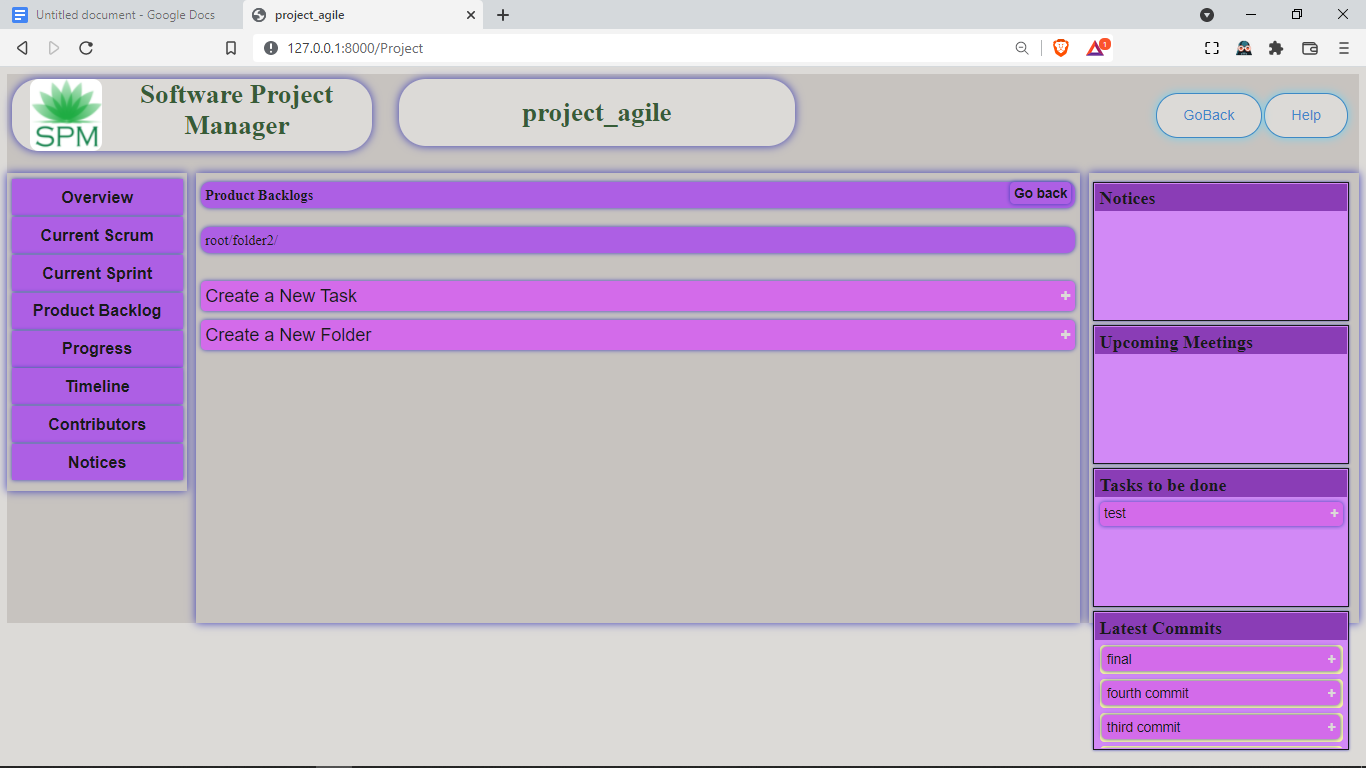 Untitled document - Google Docs
project_agile
127.0.0.1:8000/Project
1
SPM
Software Project
Manager
project_agile
GoBack
Help
Overview
Current Scrum
Current Sprint
Product Backlog
Progress
Timeline
Contributors
Notices
Product Backlogs
Go back
root/folder2/
Create a New Task
+
Create a New Folder
+
Notices
Upcoming Meetings
Tasks to be done
test
+
Latest Commits
final
+
fourth commit
+
third commit
+